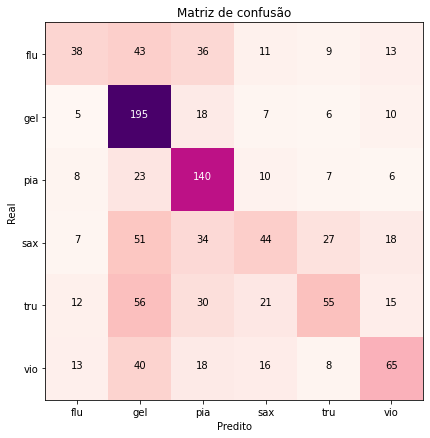 Matriz de confusão
Real
flu 38 43 36 11 9 13
gel 5 195 18 7 6 10
pia 8 23 140 10 7 6
sax 7 51 34 44 27 18
tru 12 56 30 21 55 15
vio 13 40 18 16 8 65
flu gel pia sax tru vio
Predito